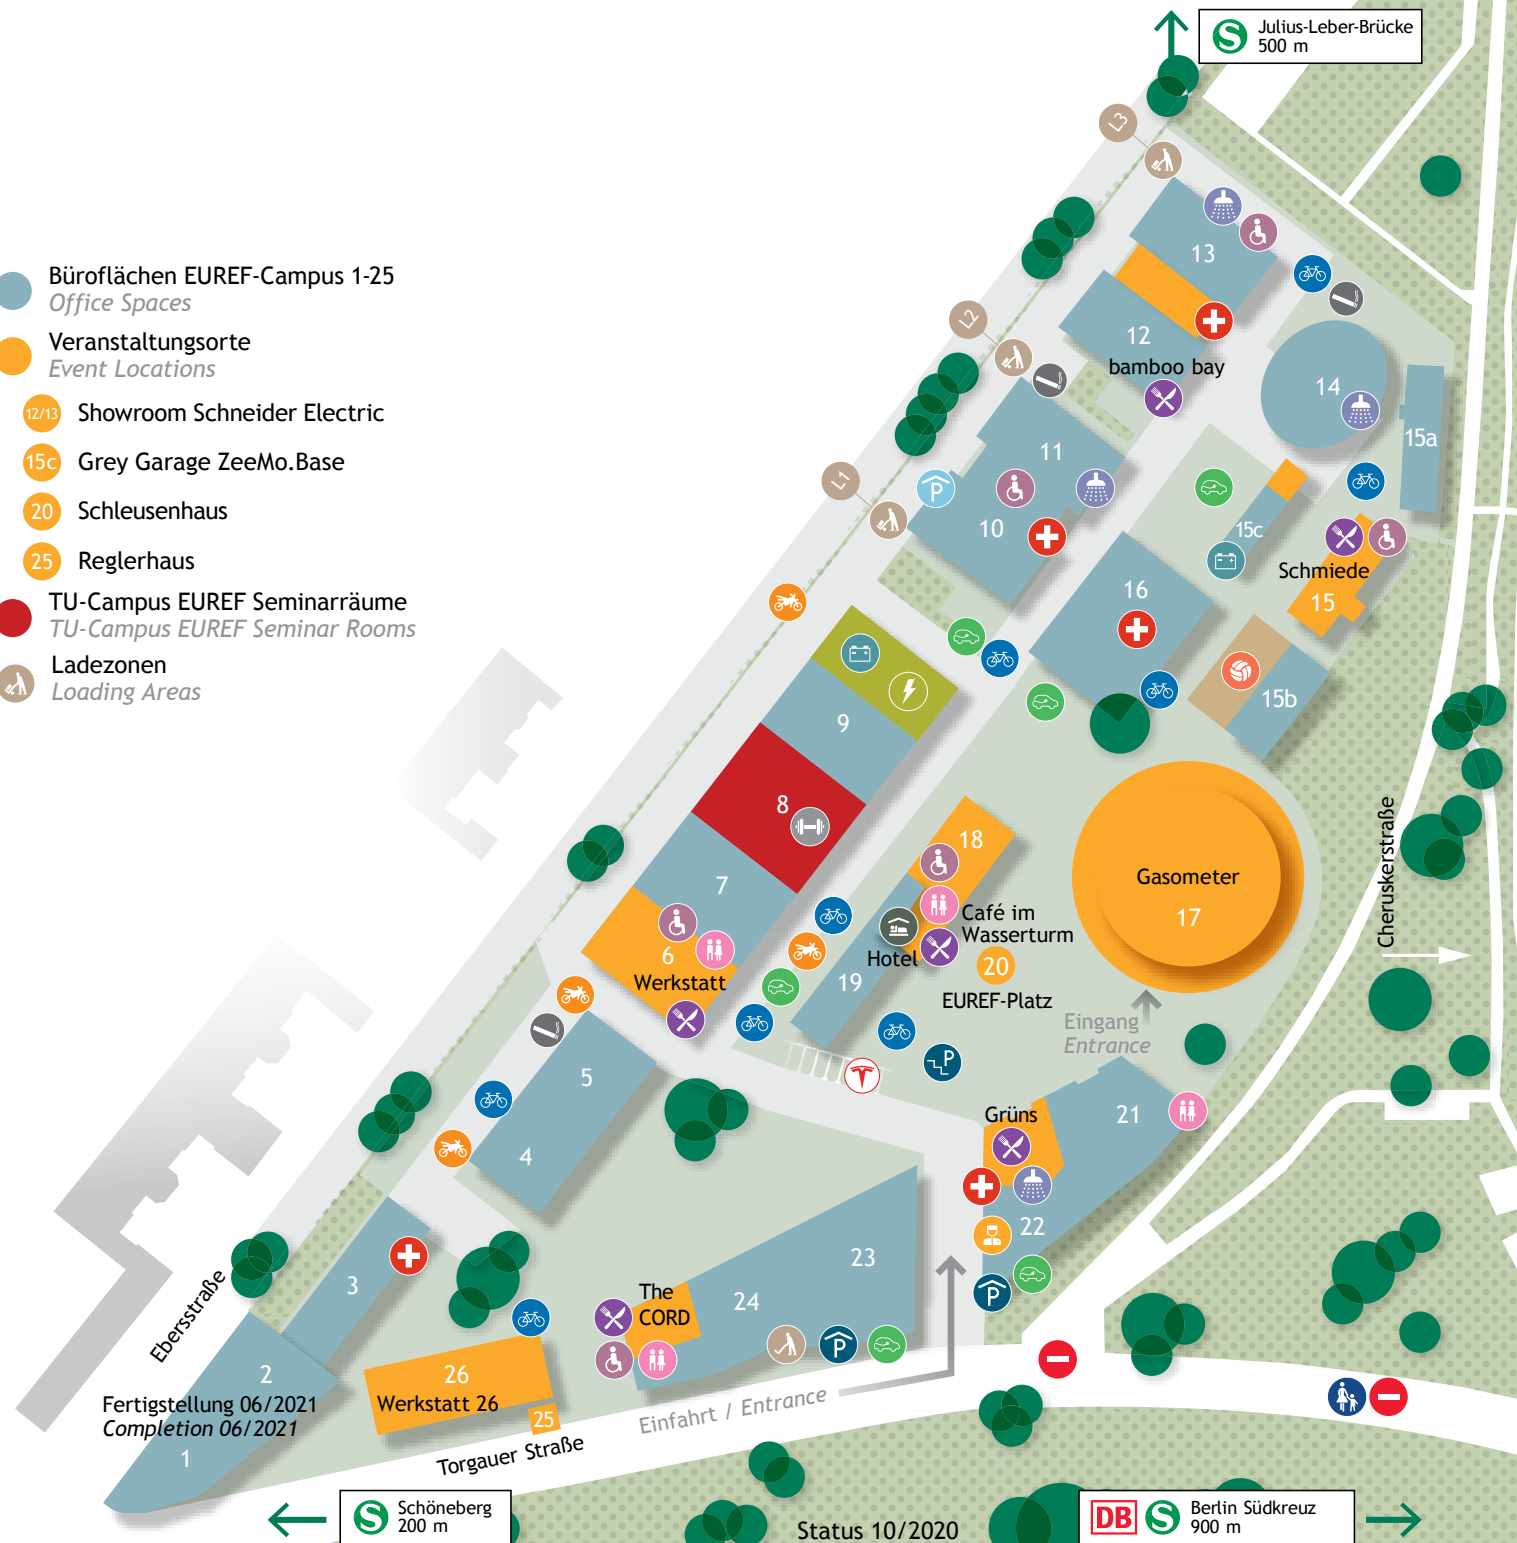 Julius-Leber-Brücke
500 m
L3
Büroflächen EUREF-Campus 1-25
Office Spaces
Veranstaltungsorte
Event Locations
12/13 Showroom Schneider Electric
15c Grey Garage ZeeMo.Base
20 Schleusenhaus
25 Reglerhaus
TU-Campus EUREF Seminarräume
TU-Campus EUREF Seminar Rooms
Ladezonen
Loading Areas
13
L2
12
bamboo bay
14
15a
11
L1
P
10
15c
Schmiede
15
16
15b
9
8
7
6
Werkstatt
18
Café im
Wasserturm
Hotel
20
19
EUREF-Platz
Gasometer
17
Cheruskerstraße
Eingang
Entrance
P
5
4
Grüns
21
22
P
23
24
The
CORD
P
3
Ebersstraße
2
Fertigstellung 06/2021
Completion 06/2021
1
26
Werkstatt 26
25
Einfahrt / Entrance
Torgauer Straße
S Schöneberg
200 m
Status 10/2020
DB S Berlin Südkreuz
900 m